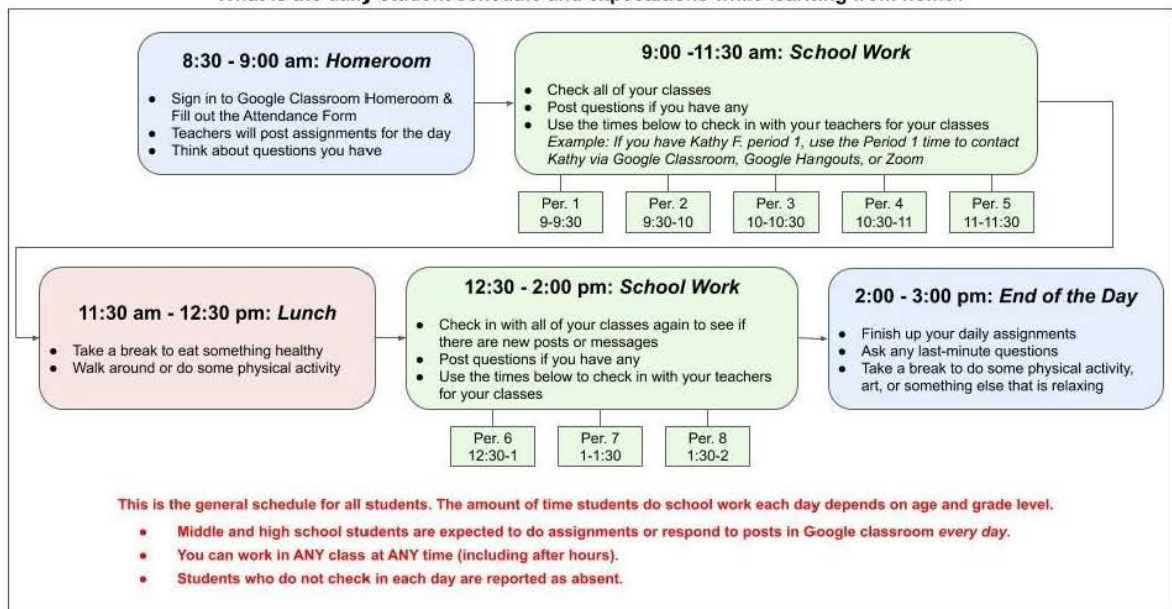 8:30 - 9:00 am: Homeroom
● Sign in to Google Classroom Homeroom &
Fill out the Attendance Form
● Teachers will post assignments for the day
● Think about questions you have
9:00 -11:30 am: School Work
● Check all of your classes
● Post questions if you have any
● Use the times below to check in with your teachers for your classes
Example: If you have Kathy F. period 1, use the Period 1 time to contact
Kathy via Google Classroom, Google Hangouts, or Zoom
Per. 1
9-9:30
Per. 2
9:30-10
Per. 3
10-10:30
Per. 4
10:30-11
Per. 5
11-11:30
11:30 am - 12:30 pm: Lunch
● Take a break to eat something healthy
● Walk around or do some physical activity
12:30 - 2:00 pm: School Work
● Check in with all of your classes again to see if
there are new posts or messages
● Post questions if you have any
● Use the times below to check in with your teachers
for your classes
Per. 6
12:30-1
Per. 7
1-1:30
Per. 8
1:30-2
2:00 - 3:00 pm: End of the Day
● Finish up your daily assignments
● Ask any last-minute questions
● Take a break to do some physical activity,
art, or something else that is relaxing
This is the general schedule for all students. The amount of time students do school work each day depends on age and grade level.
● Middle and high school students are expected to do assignments or respond to posts in Google classroom every day.
● You can work in ANY class at ANY time (including after hours).
● Students who do not check in each day are reported as absent.